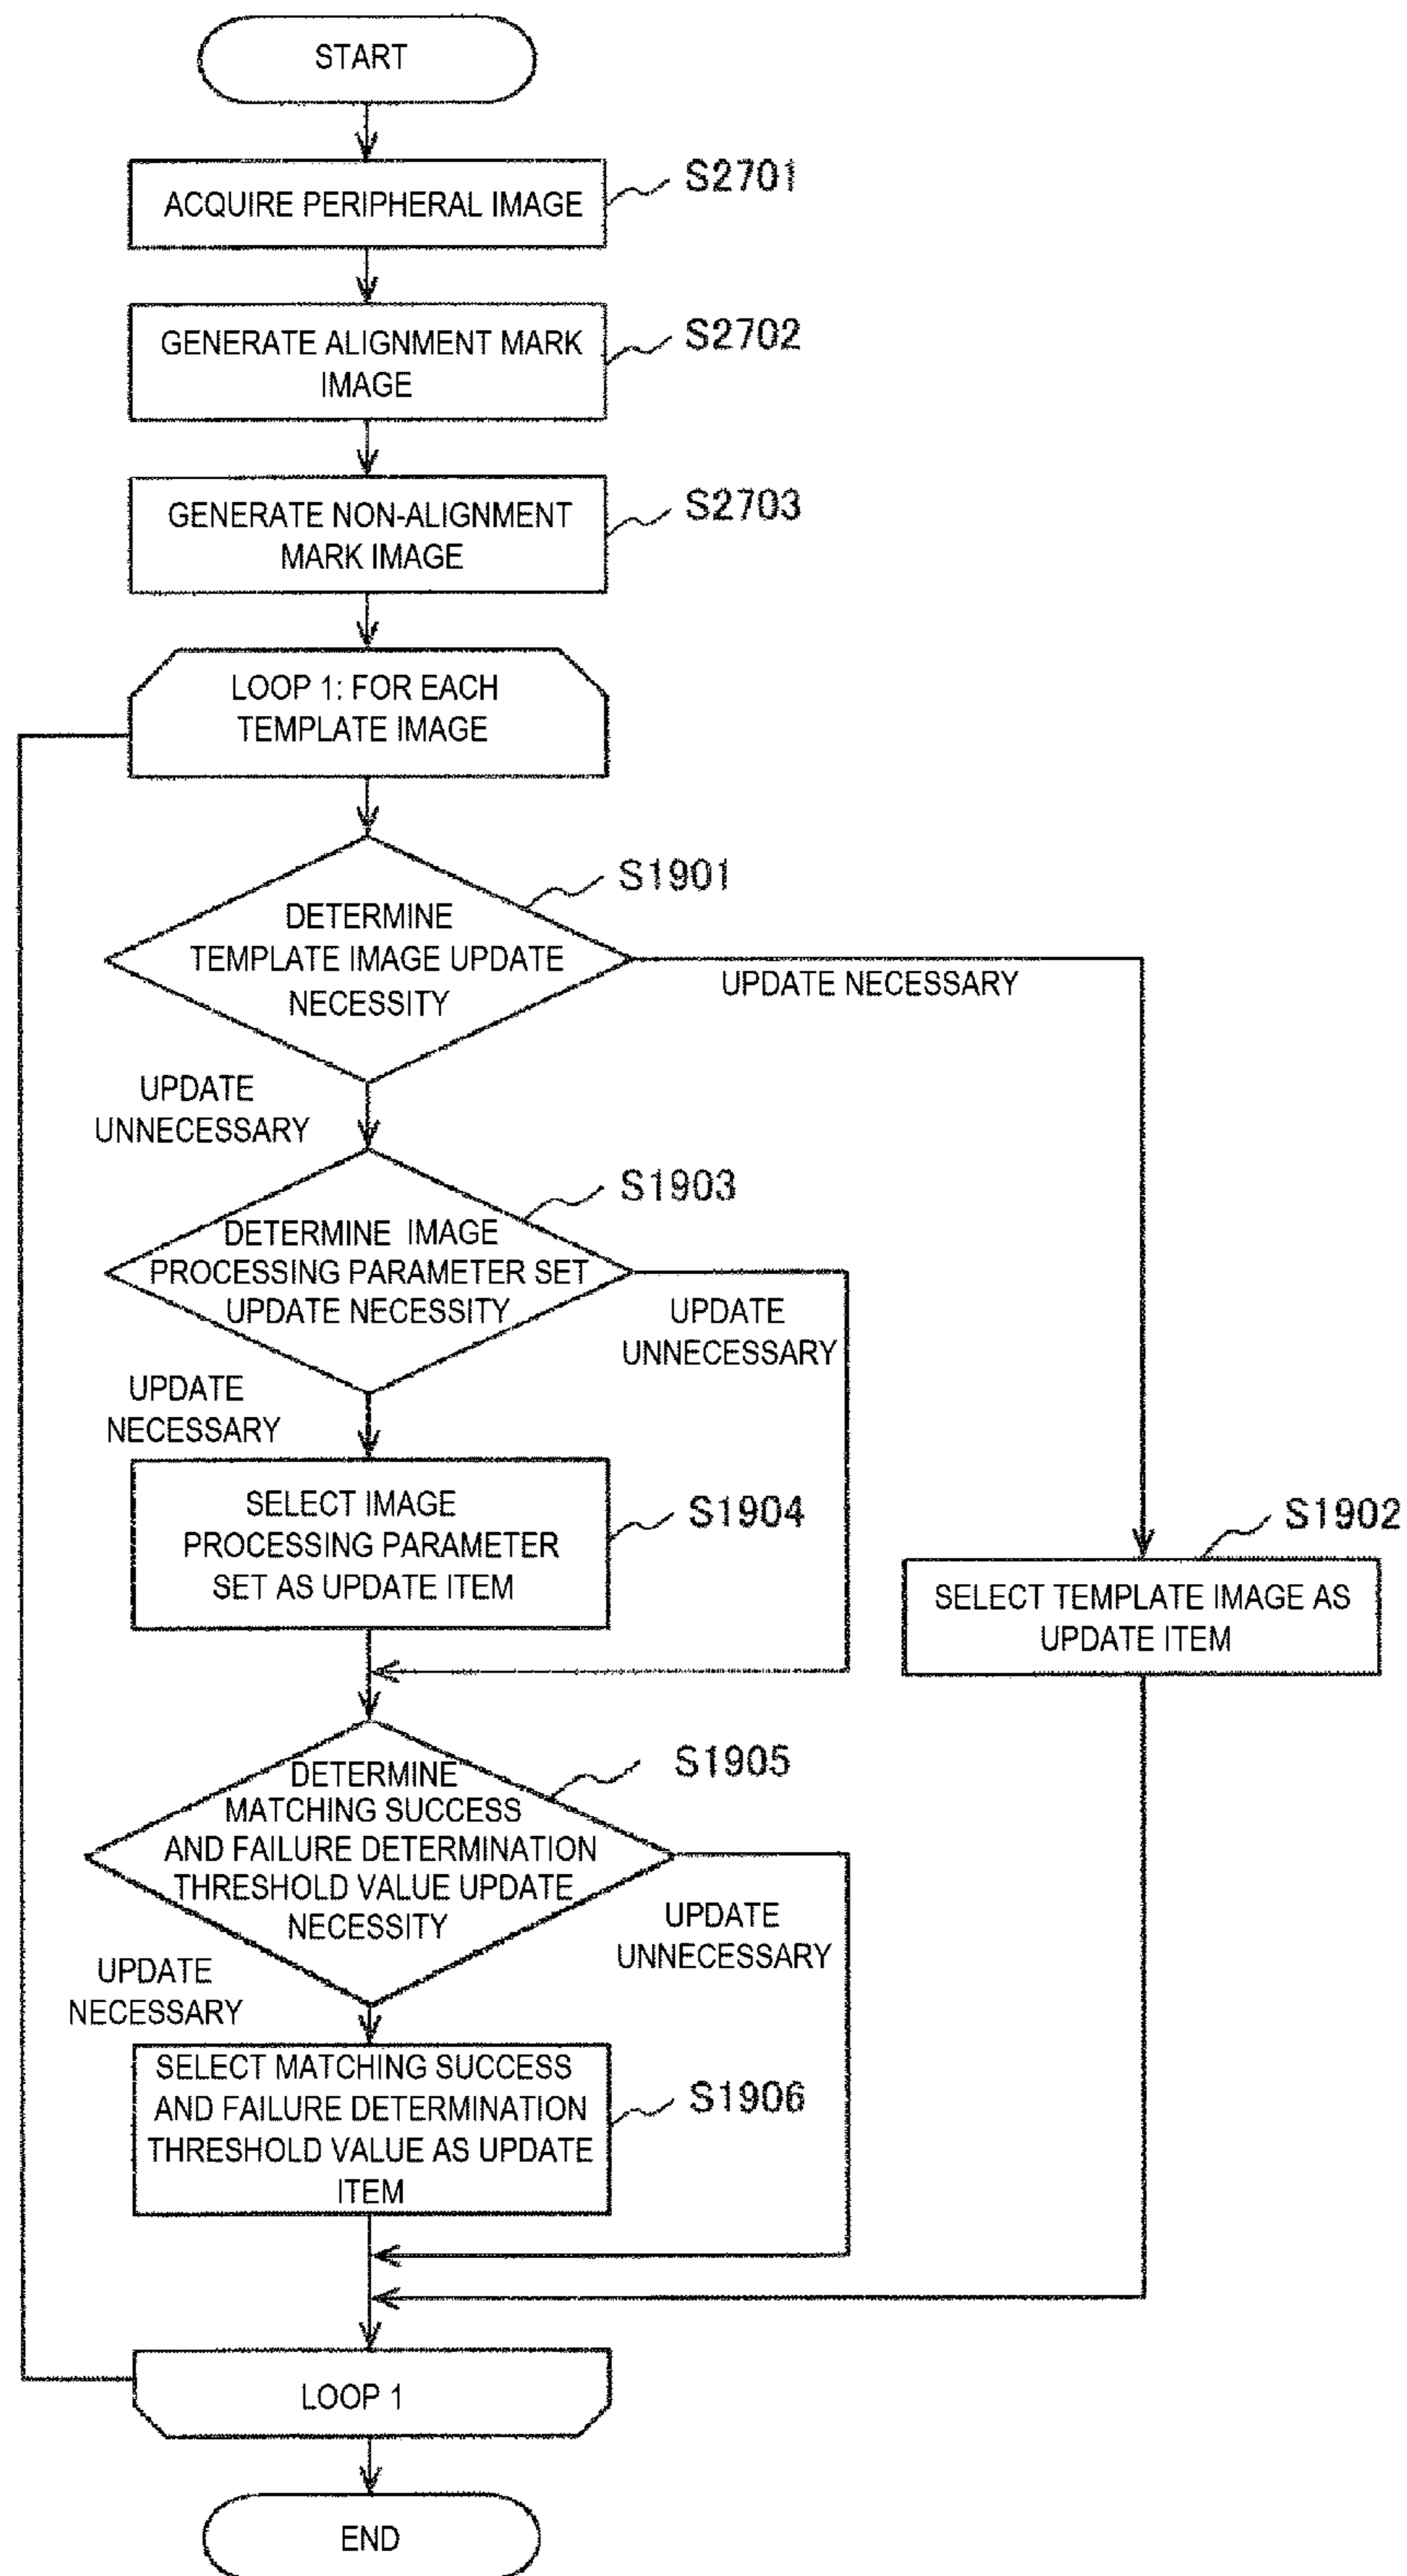 START
S2701
ACQUIRE PERIPHERAL IMAGE
S2702
GENERATE ALIGNMENT MARK
IMAGE
S2703
GENERATE NON-ALIGNMENT
MARK IMAGE
LOOP 1: FOR EACH
TEMPLATE IMAGE
S1901
DETERMINE
TEMPLATE IMAGE UPDATE
NECESSITY
UPDATE NECESSARY
UPDATE
UNNECESSARY
S1903
DETERMINE IMAGE
PROCESSING PARAMETER SET
UPDATE NECESSITY
UPDATE
UNNECESSARY
UPDATE
NECESSARY
S1904
SELECT IMAGE
PROCESSING PARAMETER
SET AS UPDATE ITEM
S1902
SELECT TEMPLATE IMAGE AS
UPDATE ITEM
S1905
DETERMINE
MATCHING SUCCESS
AND FAILURE DETERMINATION
THRESHOLD VALUE UPDATE
NECESSITY
UPDATE
UNNECESSARY
UPDATE
NECESSARY
S1906
SELECT MATCHING SUCCESS
AND FAILURE DETERMINATION
THRESHOLD VALUE AS UPDATE
ITEM
LOOP 1
END